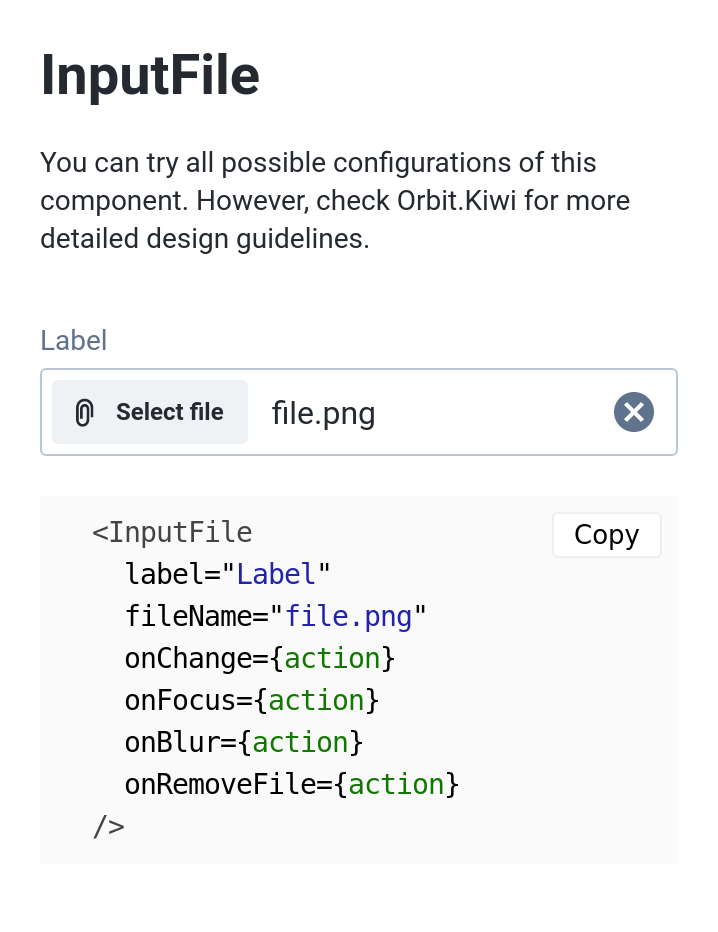 InputFile
You can try all possible configurations of this
component. However, check Orbit.Kiwi for more
detailed design guidelines.
Label
Select file file.png
<InputFile
Copy
label="Label"
fileName="file.png"
onChange={action}
onFocus={action}
onBlur={action}
onRemoveFile={action}
/>